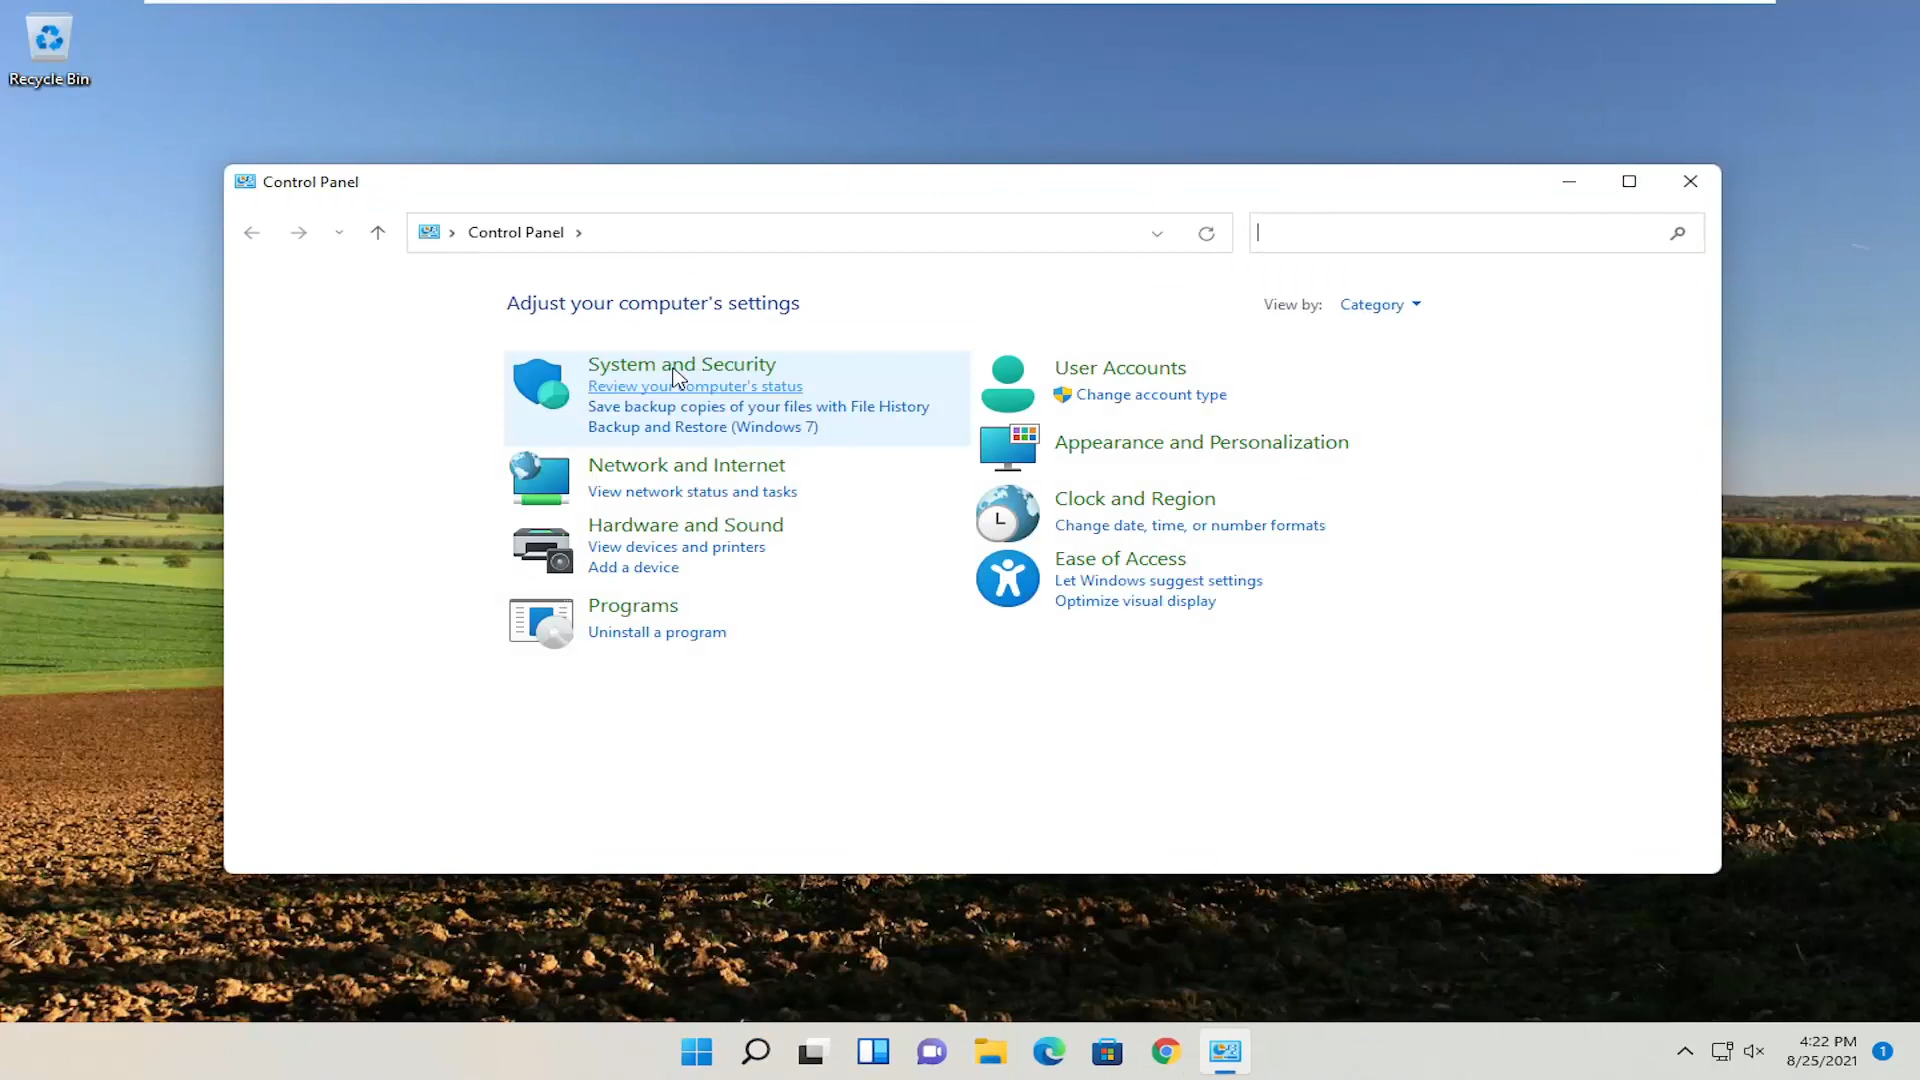 Recycle Bin
Control Panel
Control Panel
Adjust your computer's settings
View by: Category
System and Security
Review your computer's status
Save backup copies of your files with File History
Backup and Restore (Windows 7)
Network and Internet
View network status and tasks
Hardware and Sound
View devices and printers
Add a device
Programs
Uninstall a program
User Accounts
Change account type
Appearance and Personalization
Clock and Region
Change date, time, or number formats
Ease of Access
Let Windows suggest settings
Optimize visual display
4:22 PM
8/25/2021
1